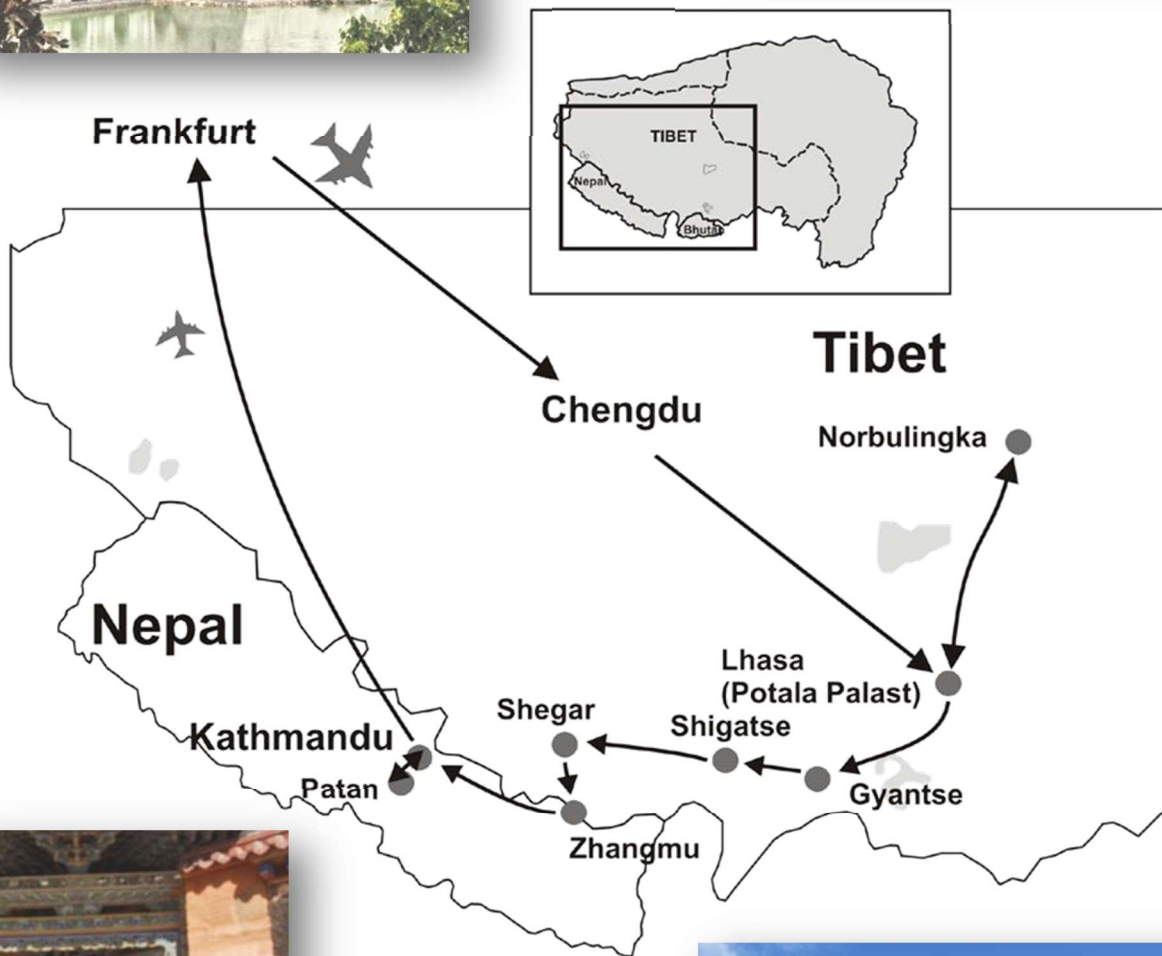 TIBET
Nepal
Bhutan
Frankfurt
Tibet
Chengdu
Norbulingka
Nepal
Lhasa
(Potala Palast)
Shegar
Shigatse
Kathmandu
Patan
Gyantse
Zhangmu